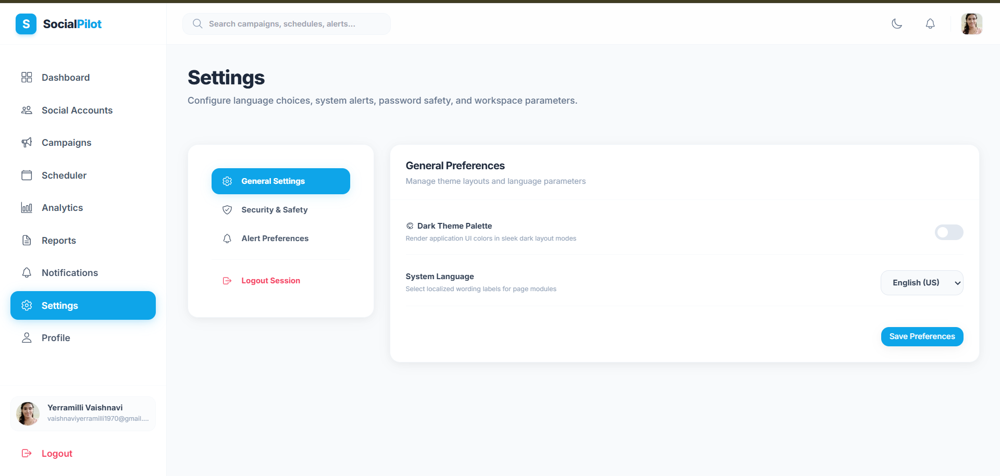 S SocialPilot
Search campaigns, schedules, alerts...
Dashboard
Social Accounts
Campaigns
Scheduler
Analytics
Reports
Notifications
Settings
Profile
Yerramilli Vaishnavi
vaishnaviyerramilli1970@gmail....
Logout
Settings
Configure language choices, system alerts, password safety, and workspace parameters.
General Settings
Security & Safety
Alert Preferences
Logout Session
General Preferences
Manage theme layouts and language parameters
Dark Theme Palette
Render application UI colors in sleek dark layout modes
System Language
Select localized wording labels for page modules
English (US)
Save Preferences